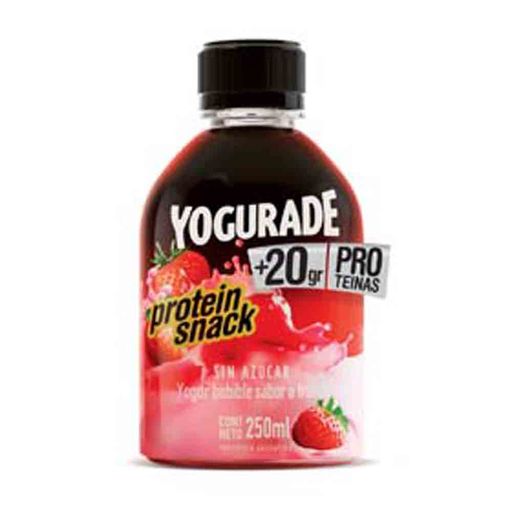 YOGURADE
+20gr PRO
TEINAS
protein
snack
SIN AZUCAR
Yogur bebible sabor a
CONT.
NETO 250ml